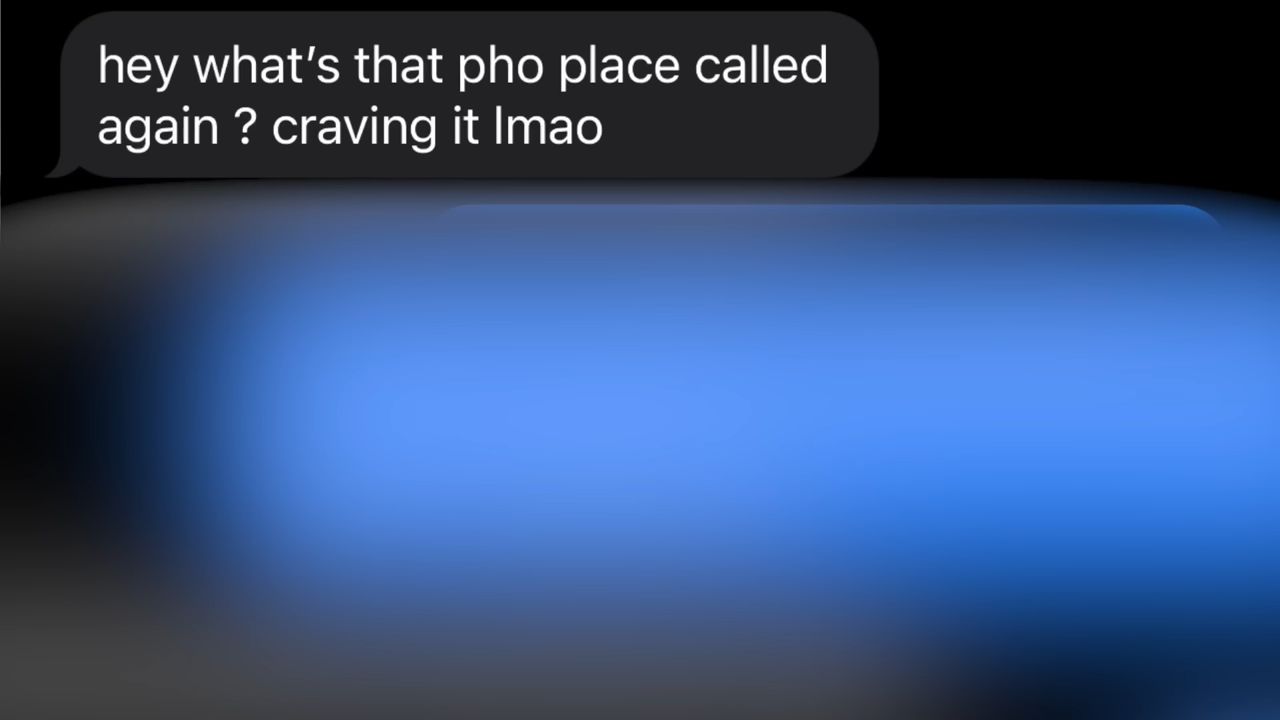 hey what’s that pho place called
again ? craving it lmao